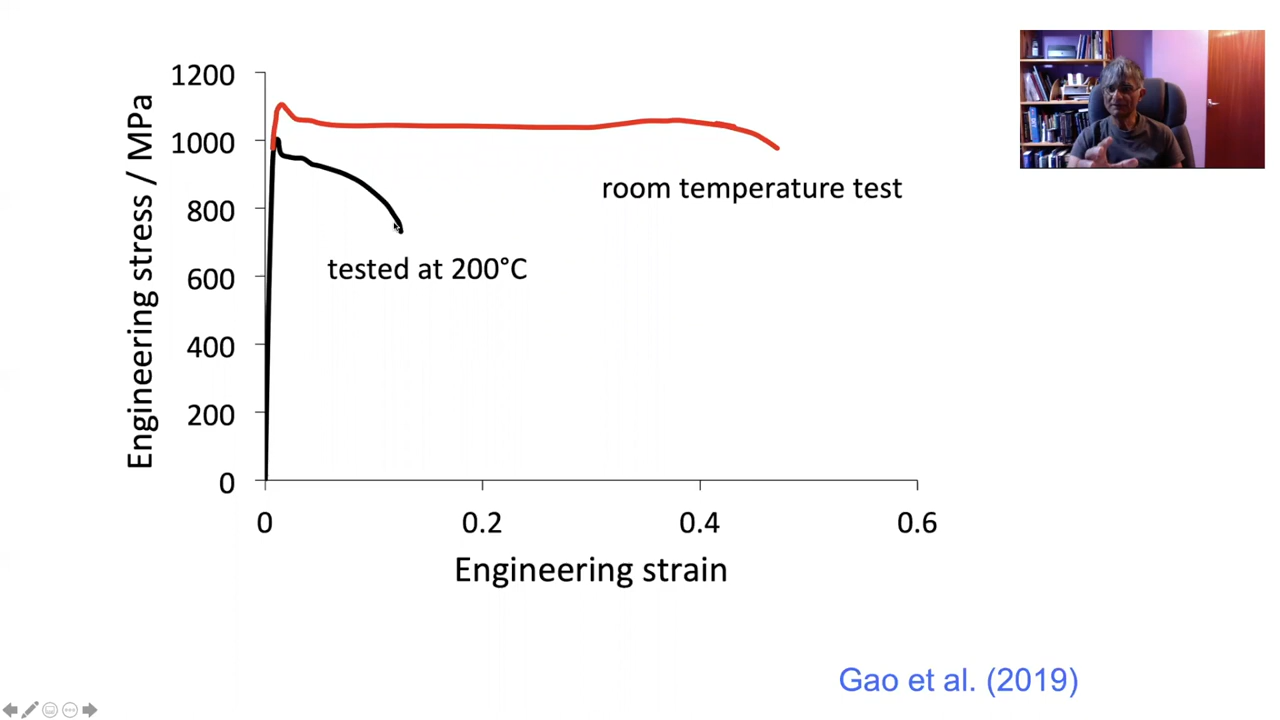 Engineering stress / MPa
1200
1000
800
600
400
200
0
room temperature test
tested at 200°C
0 0.2 0.4 0.6
Engineering strain
Gao et al. (2019)